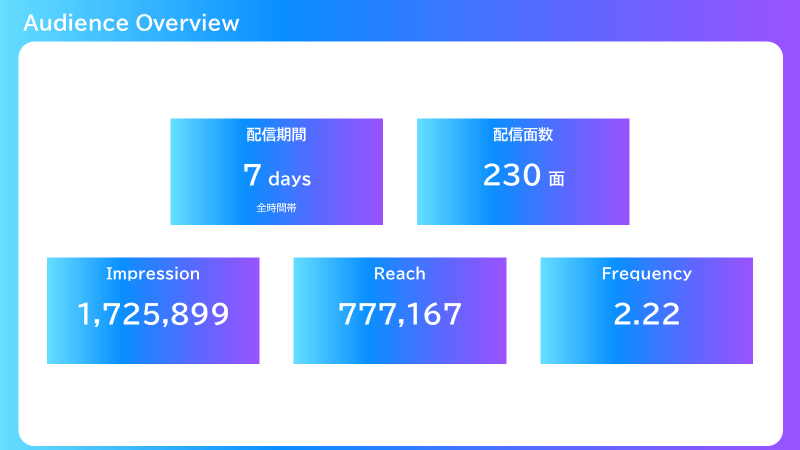 Audience Overview
配信期間
7 days
全時間帯
配信面数
230 面
Impression
1,725,899
Reach
777,167
Frequency
2.22